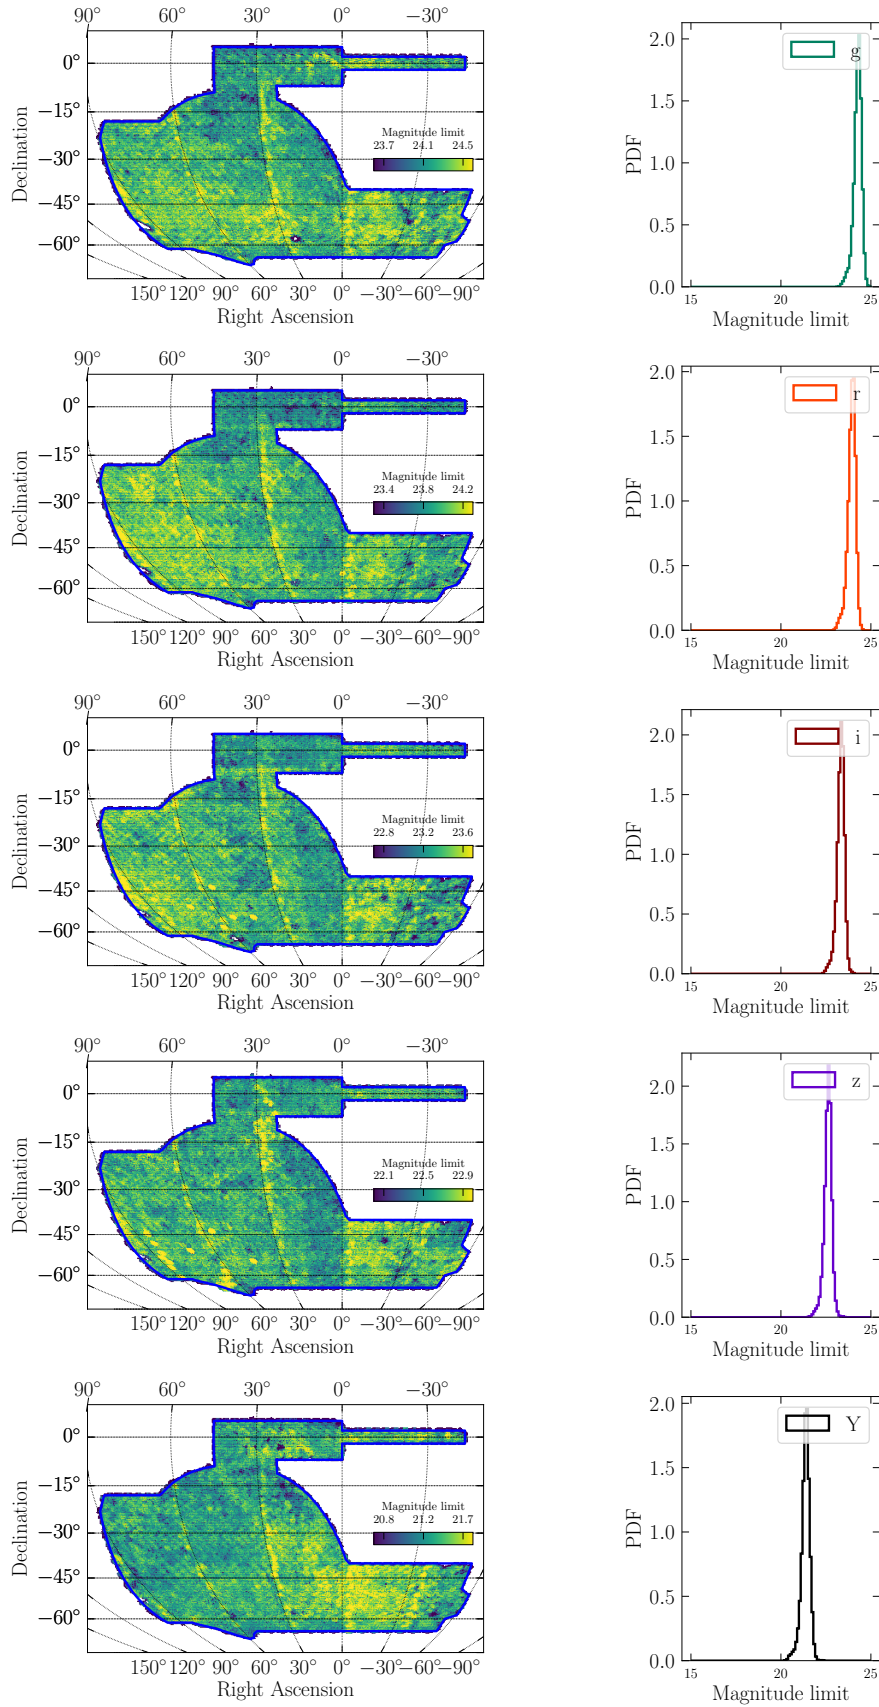 90° 60° 30° 0° −30°
0°
−15°
−30°
−45°
−60°
Declination
Magnitude limit
23.7 24.1 24.5
150° 120° 90° 60° 30° 0° −30° −60° −90°
Right Ascension
g
2.0
1.5
1.0
0.5
0.0
PDF
15 20 25
Magnitude limit
90° 60° 30° 0° −30°
0°
−15°
−30°
−45°
−60°
Declination
Magnitude limit
23.4 23.8 24.2
150° 120° 90° 60° 30° 0° −30° −60° −90°
Right Ascension
r
2.0
1.5
1.0
0.5
0.0
PDF
15 20 25
Magnitude limit
90° 60° 30° 0° −30°
0°
−15°
−30°
−45°
−60°
Declination
Magnitude limit
22.8 23.2 23.6
150° 120° 90° 60° 30° 0° −30° −60° −90°
Right Ascension
i
2.0
1.5
1.0
0.5
0.0
PDF
15 20 25
Magnitude limit
90° 60° 30° 0° −30°
0°
−15°
−30°
−45°
−60°
Declination
Magnitude limit
22.1 22.5 22.9
150° 120° 90° 60° 30° 0° −30° −60° −90°
Right Ascension
z
2.0
1.5
1.0
0.5
0.0
PDF
15 20 25
Magnitude limit
90° 60° 30° 0° −30°
0°
−15°
−30°
−45°
−60°
Declination
Magnitude limit
20.8 21.2 21.7
150° 120° 90° 60° 30° 0° −30° −60° −90°
Right Ascension
Y
2.0
1.5
1.0
0.5
0.0
PDF
15 20 25
Magnitude limit